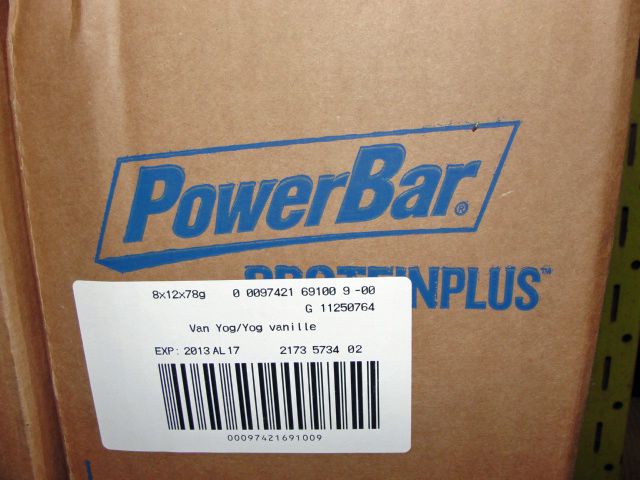 PowerBar®
PROTEINPLUS™
8x12x78g 0 0097421 69100 9 -00
G 11250764
Van Yog/Yog vanille
EXP: 2013 AL 17 2173 5734 02
00097421691009